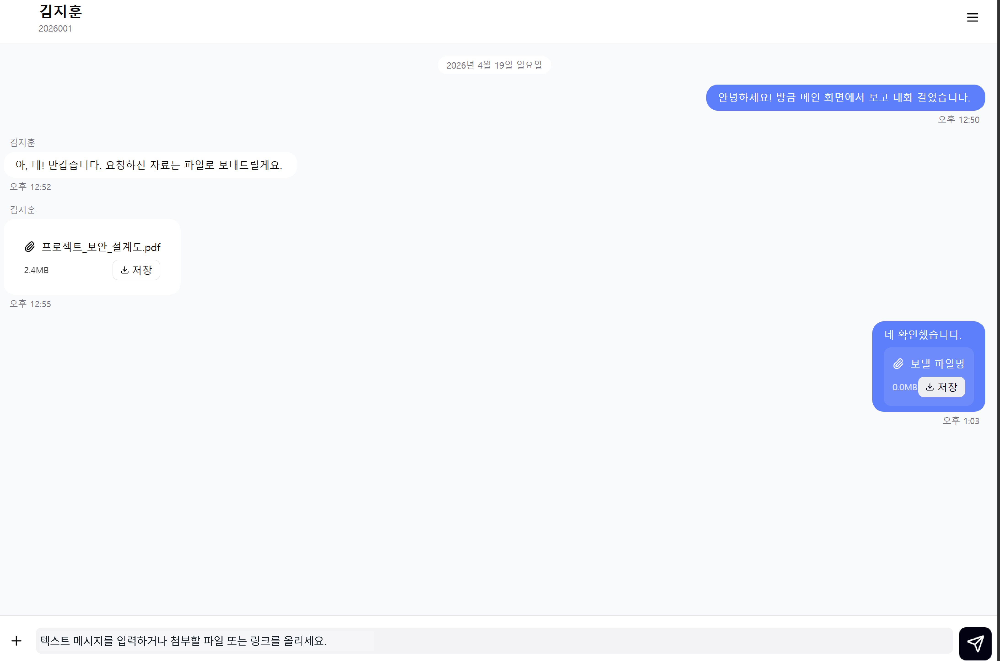 김지훈
2026001
2026년 4월 19일 일요일
안녕하세요! 방금 메인 화면에서 보고 대화 걸었습니다.
오후 12:50
김지훈
아, 네! 반갑습니다. 요청하신 자료는 파일로 보내드릴게요.
오후 12:52
김지훈
프로젝트_보안_설계도.pdf
2.4MB 저장
오후 12:55
네 확인했습니다.
보낼 파일명
0.0MB 저장
오후 1:03
텍스트 메시지를 입력하거나 첨부할 파일 또는 링크를 올리세요.